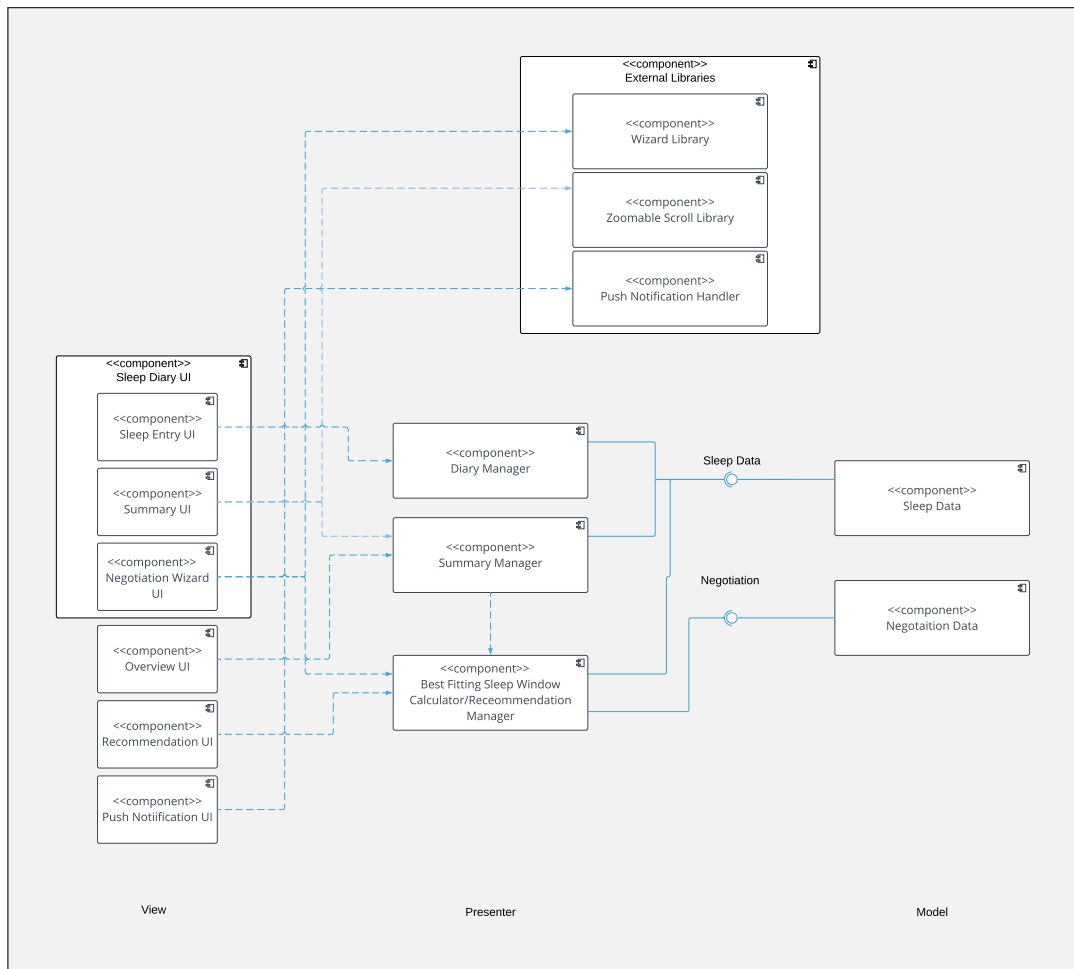 <<component>>
External Libraries
<<component>>
Wizard Library
<<component>>
Zoomable Scroll Library
<<component>>
Push Notification Handler
<<component>>
Sleep Diary UI
<<component>>
Sleep Entry UI
<<component>>
Summary UI
<<component>>
Negotiation Wizard
UI
<<component>>
Overview UI
<<component>>
Recommendation UI
<<component>>
Push Notiification UI
<<component>>
Diary Manager
<<component>>
Summary Manager
<<component>>
Best Fitting Sleep Window
Calculator/Receommendation
Manager
Sleep Data
Negotiation
<<component>>
Sleep Data
<<component>>
Negotaition Data
View
Presenter
Model